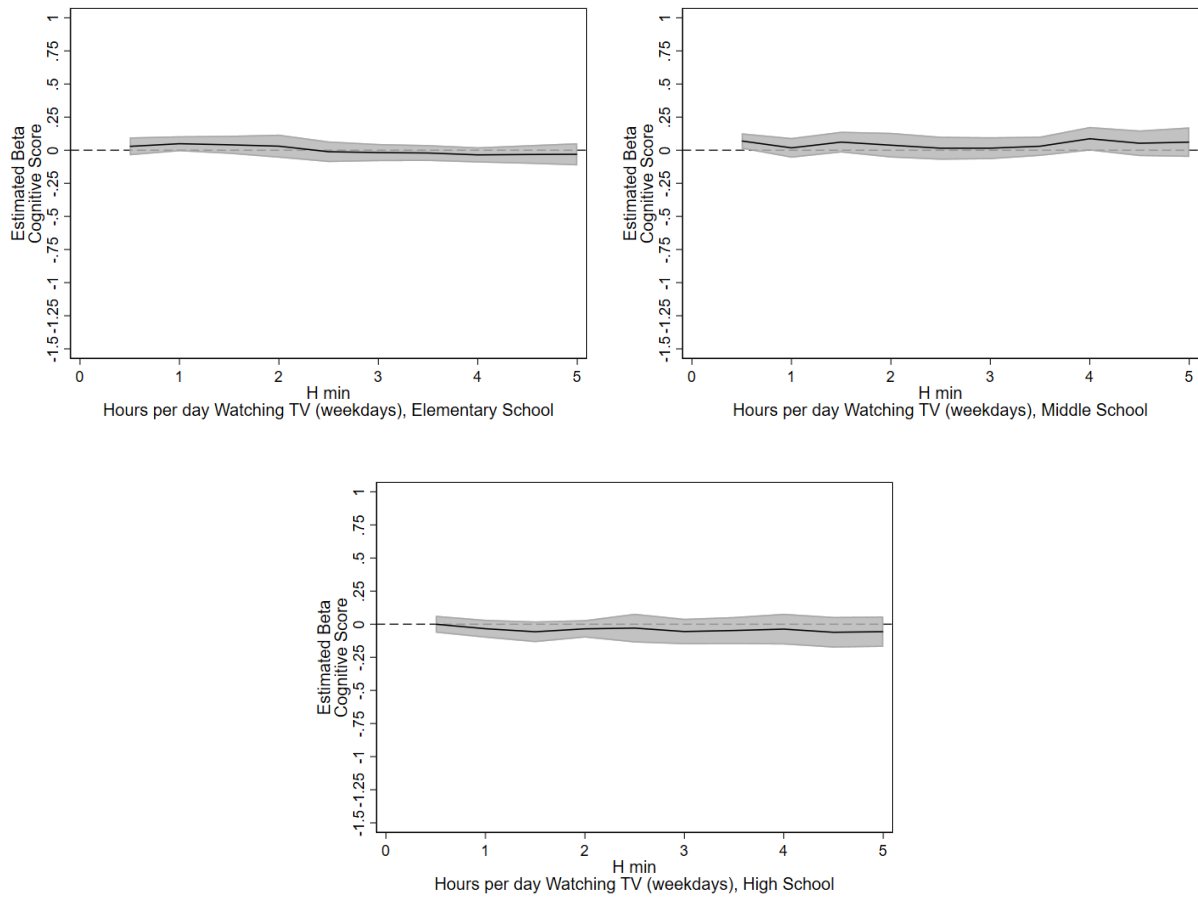 1
.75
.5
.25
0
-.25
-.5
-.75
-1
-1.25
-1.5
Estimated Beta
Cognitive Score
0 1 2 3 4 5
H min
Hours per day Watching TV (weekdays), Elementary School
1
.75
.5
.25
0
-.25
-.5
-.75
-1
-1.25
-1.5
Estimated Beta
Cognitive Score
0 1 2 3 4 5
H min
Hours per day Watching TV (weekdays), Middle School
1
.75
.5
.25
0
-.25
-.5
-.75
-1
-1.25
-1.5
Estimated Beta
Cognitive Score
0 1 2 3 4 5
H min
Hours per day Watching TV (weekdays), High School